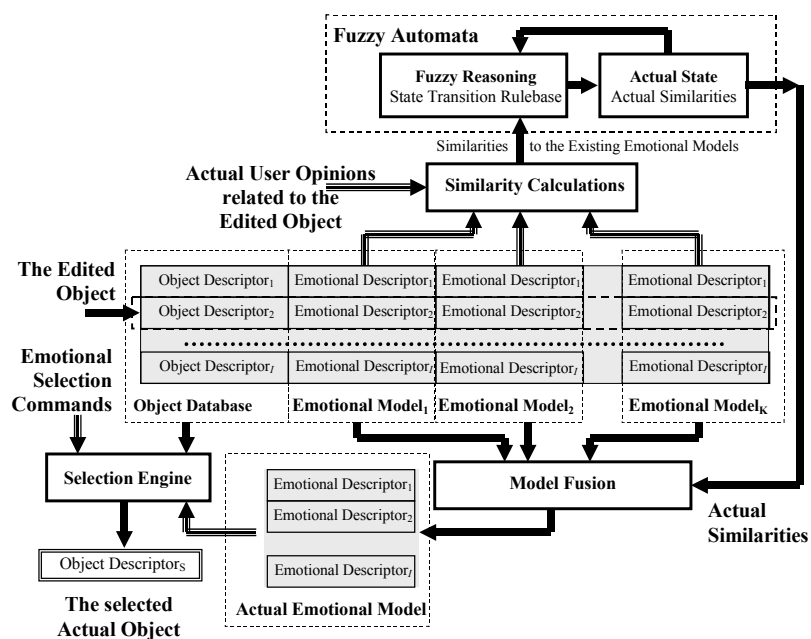 Fuzzy Automata
Fuzzy Reasoning
State Transition Rulebase
Actual State
Actual Similarities
Similarities to the Existing Emotional Models
Actual User Opinions
related to the
Edited Object
Similarity Calculations
The Edited
Object
Object Descriptor1 Emotional Descriptor1 Emotional Descriptor1 Emotional Descriptor1
Object Descriptor2 Emotional Descriptor2 Emotional Descriptor2 Emotional Descriptor2
Object DescriptorI Emotional DescriptorI Emotional DescriptorI Emotional DescriptorI
Object Database Emotional Model1 Emotional Model2 Emotional ModelK
Emotional
Selection
Commands
Selection Engine
Emotional Descriptor1
Emotional Descriptor2
Emotional DescriptorI
Actual Emotional Model
Model Fusion
Actual
Similarities
Object DescriptorS
The selected
Actual Object